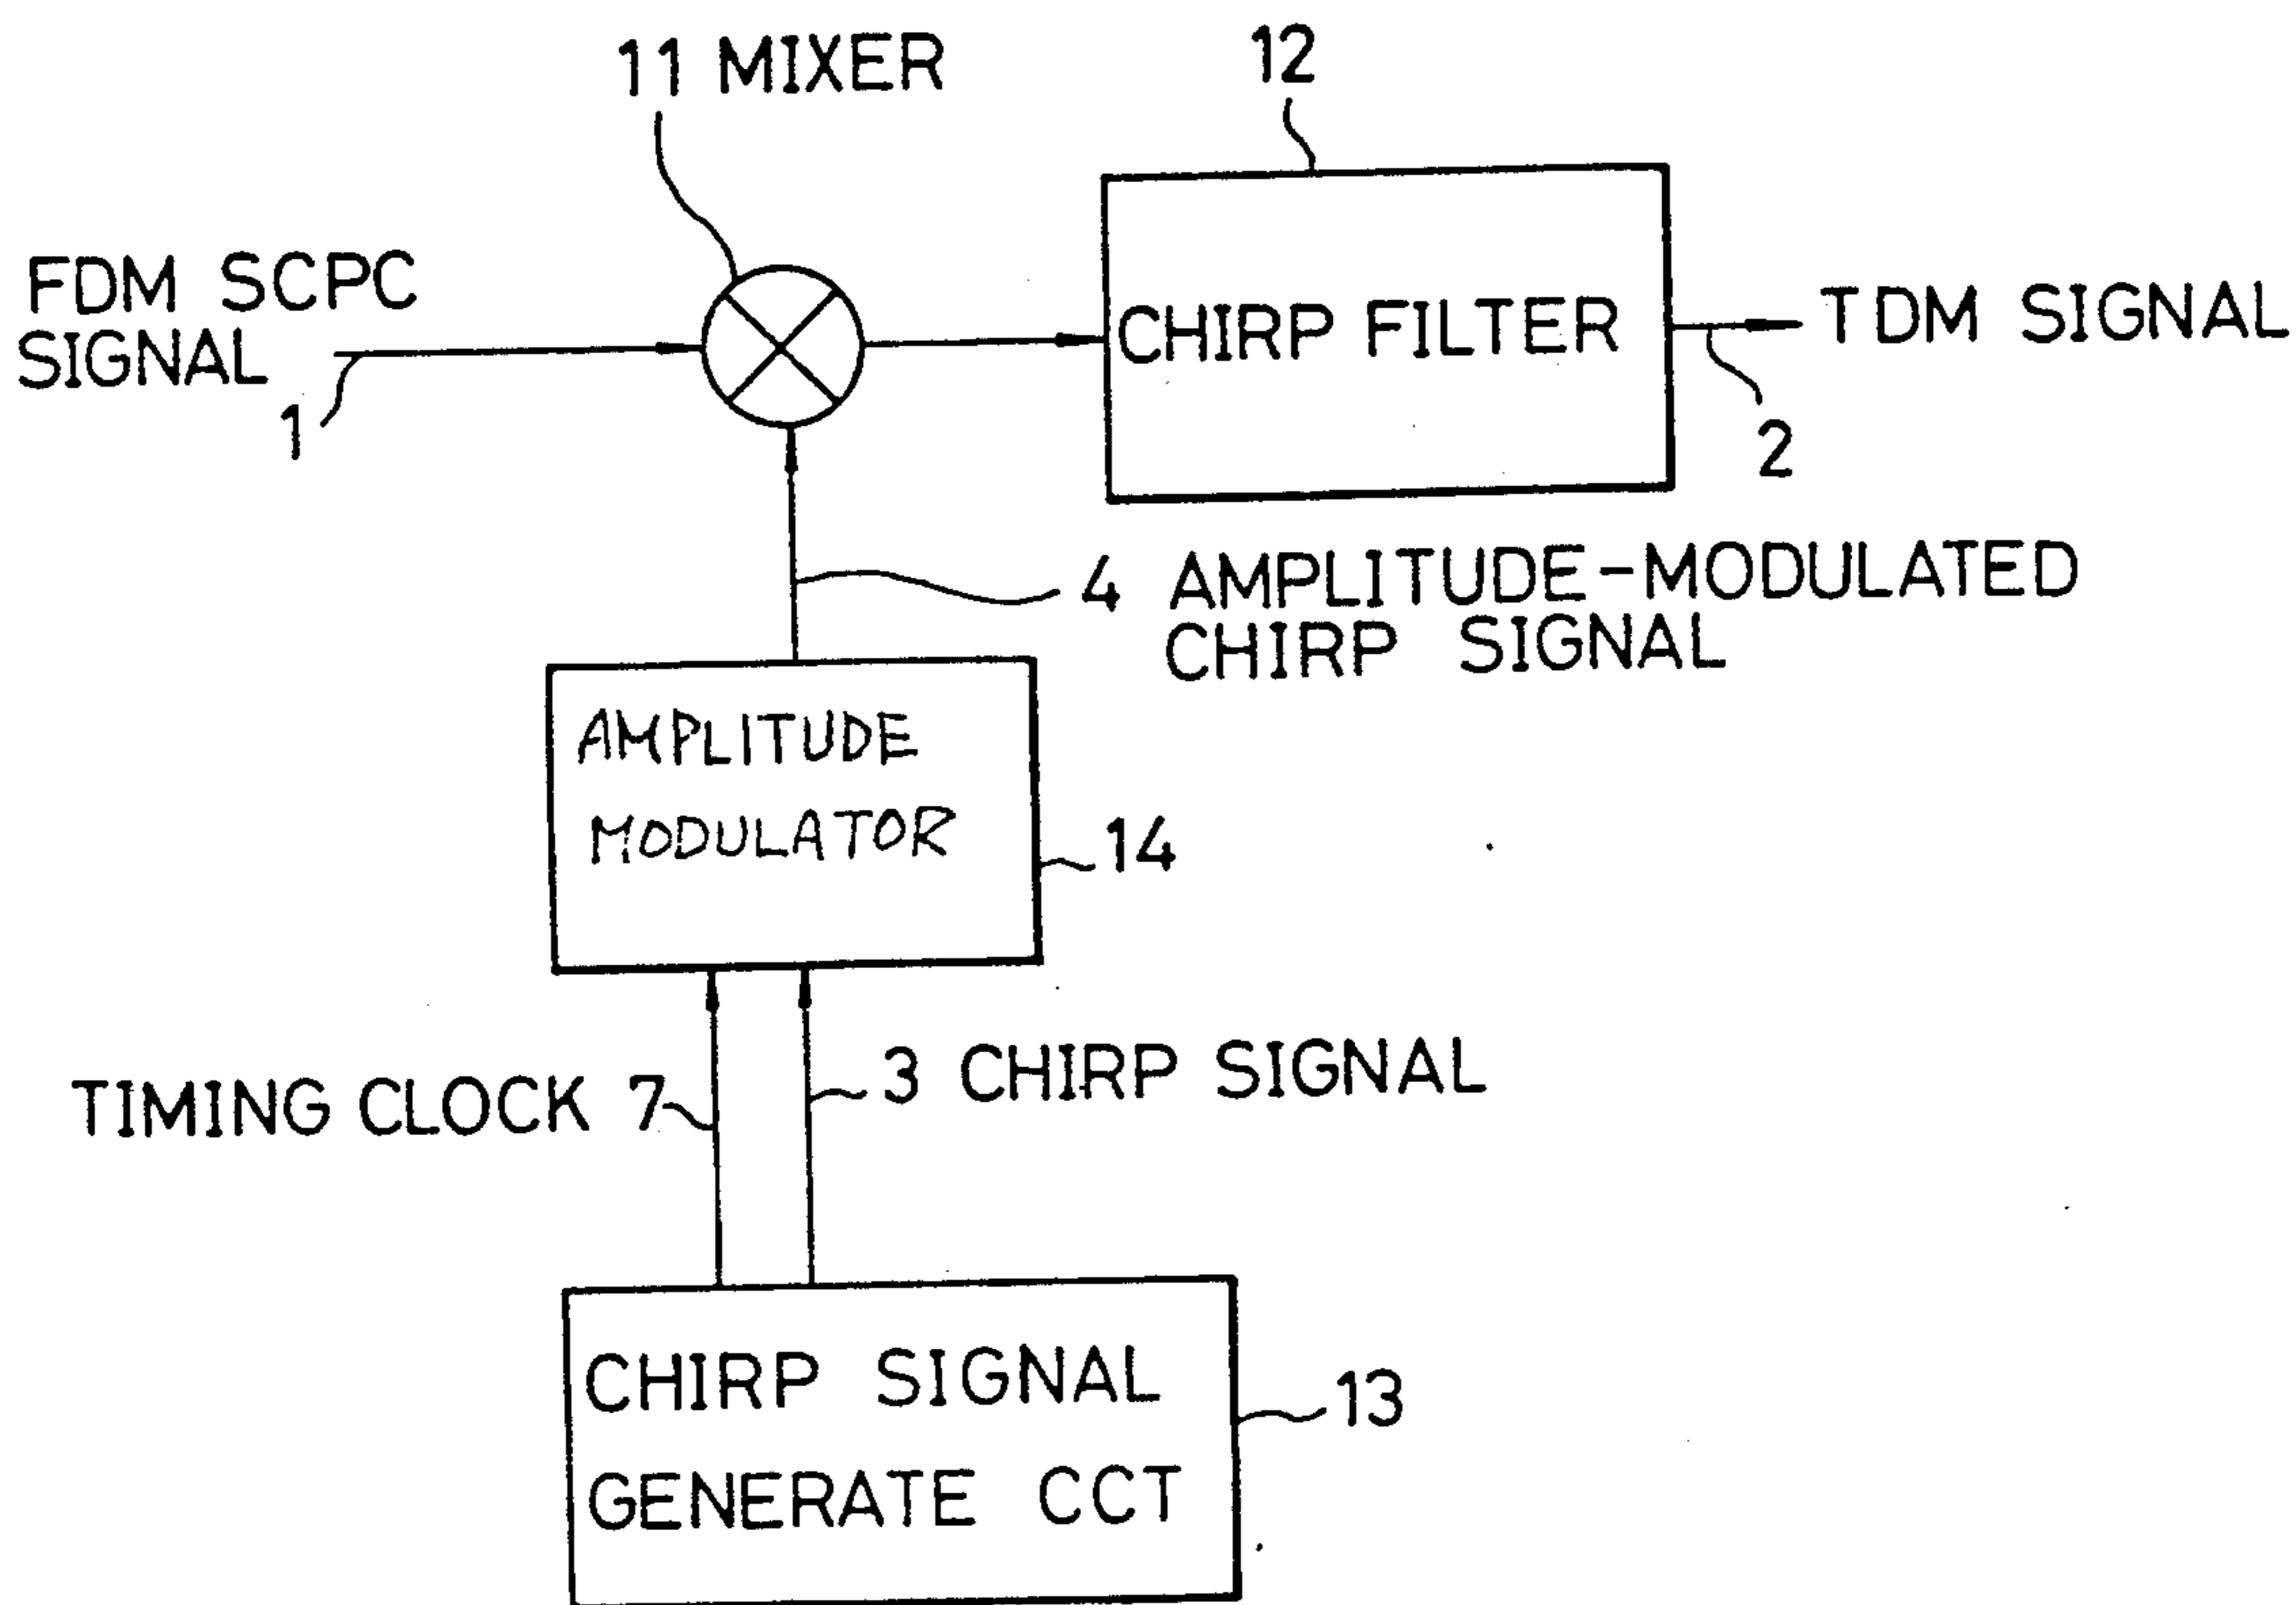 11 MIXER
12
FDM SCPC
SIGNAL
1
CHIRP FILTER
TDM SIGNAL
2
4 AMPLITUDE-MODULATED
CHIRP SIGNAL
AMPLITUDE
MODULATOR
14
TIMING CLOCK 7
3 CHIRP SIGNAL
CHIRP SIGNAL
GENERATE CCT
13